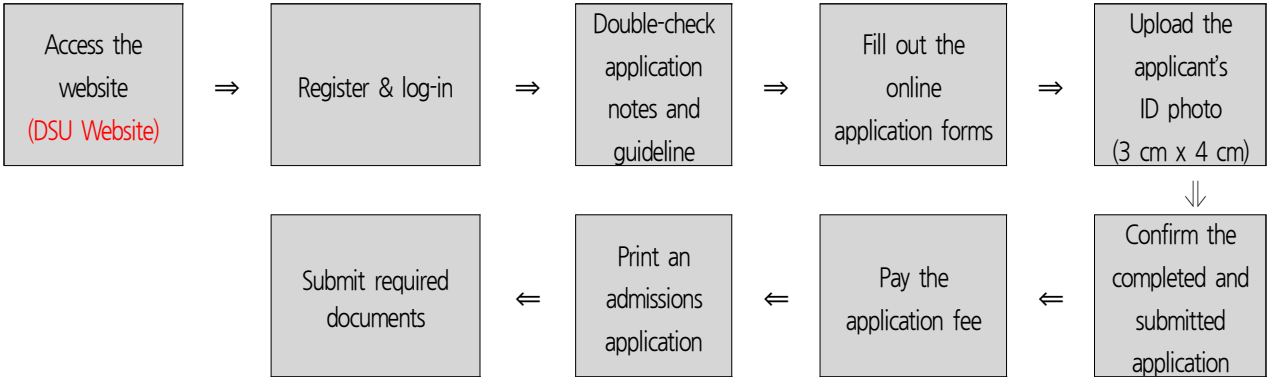 Access the
website
(DSU Website)
⇒
Register & log-in
⇒
Double-check
application
notes and
guideline
⇒
Fill out the
online
application forms
⇒
Upload the
applicant's
ID photo
(3 cm x 4 cm)
⇓
Confirm the
completed and
submitted
application
⇐
Pay the
application fee
⇐
Print an
admissions
application
⇐
Submit required
documents